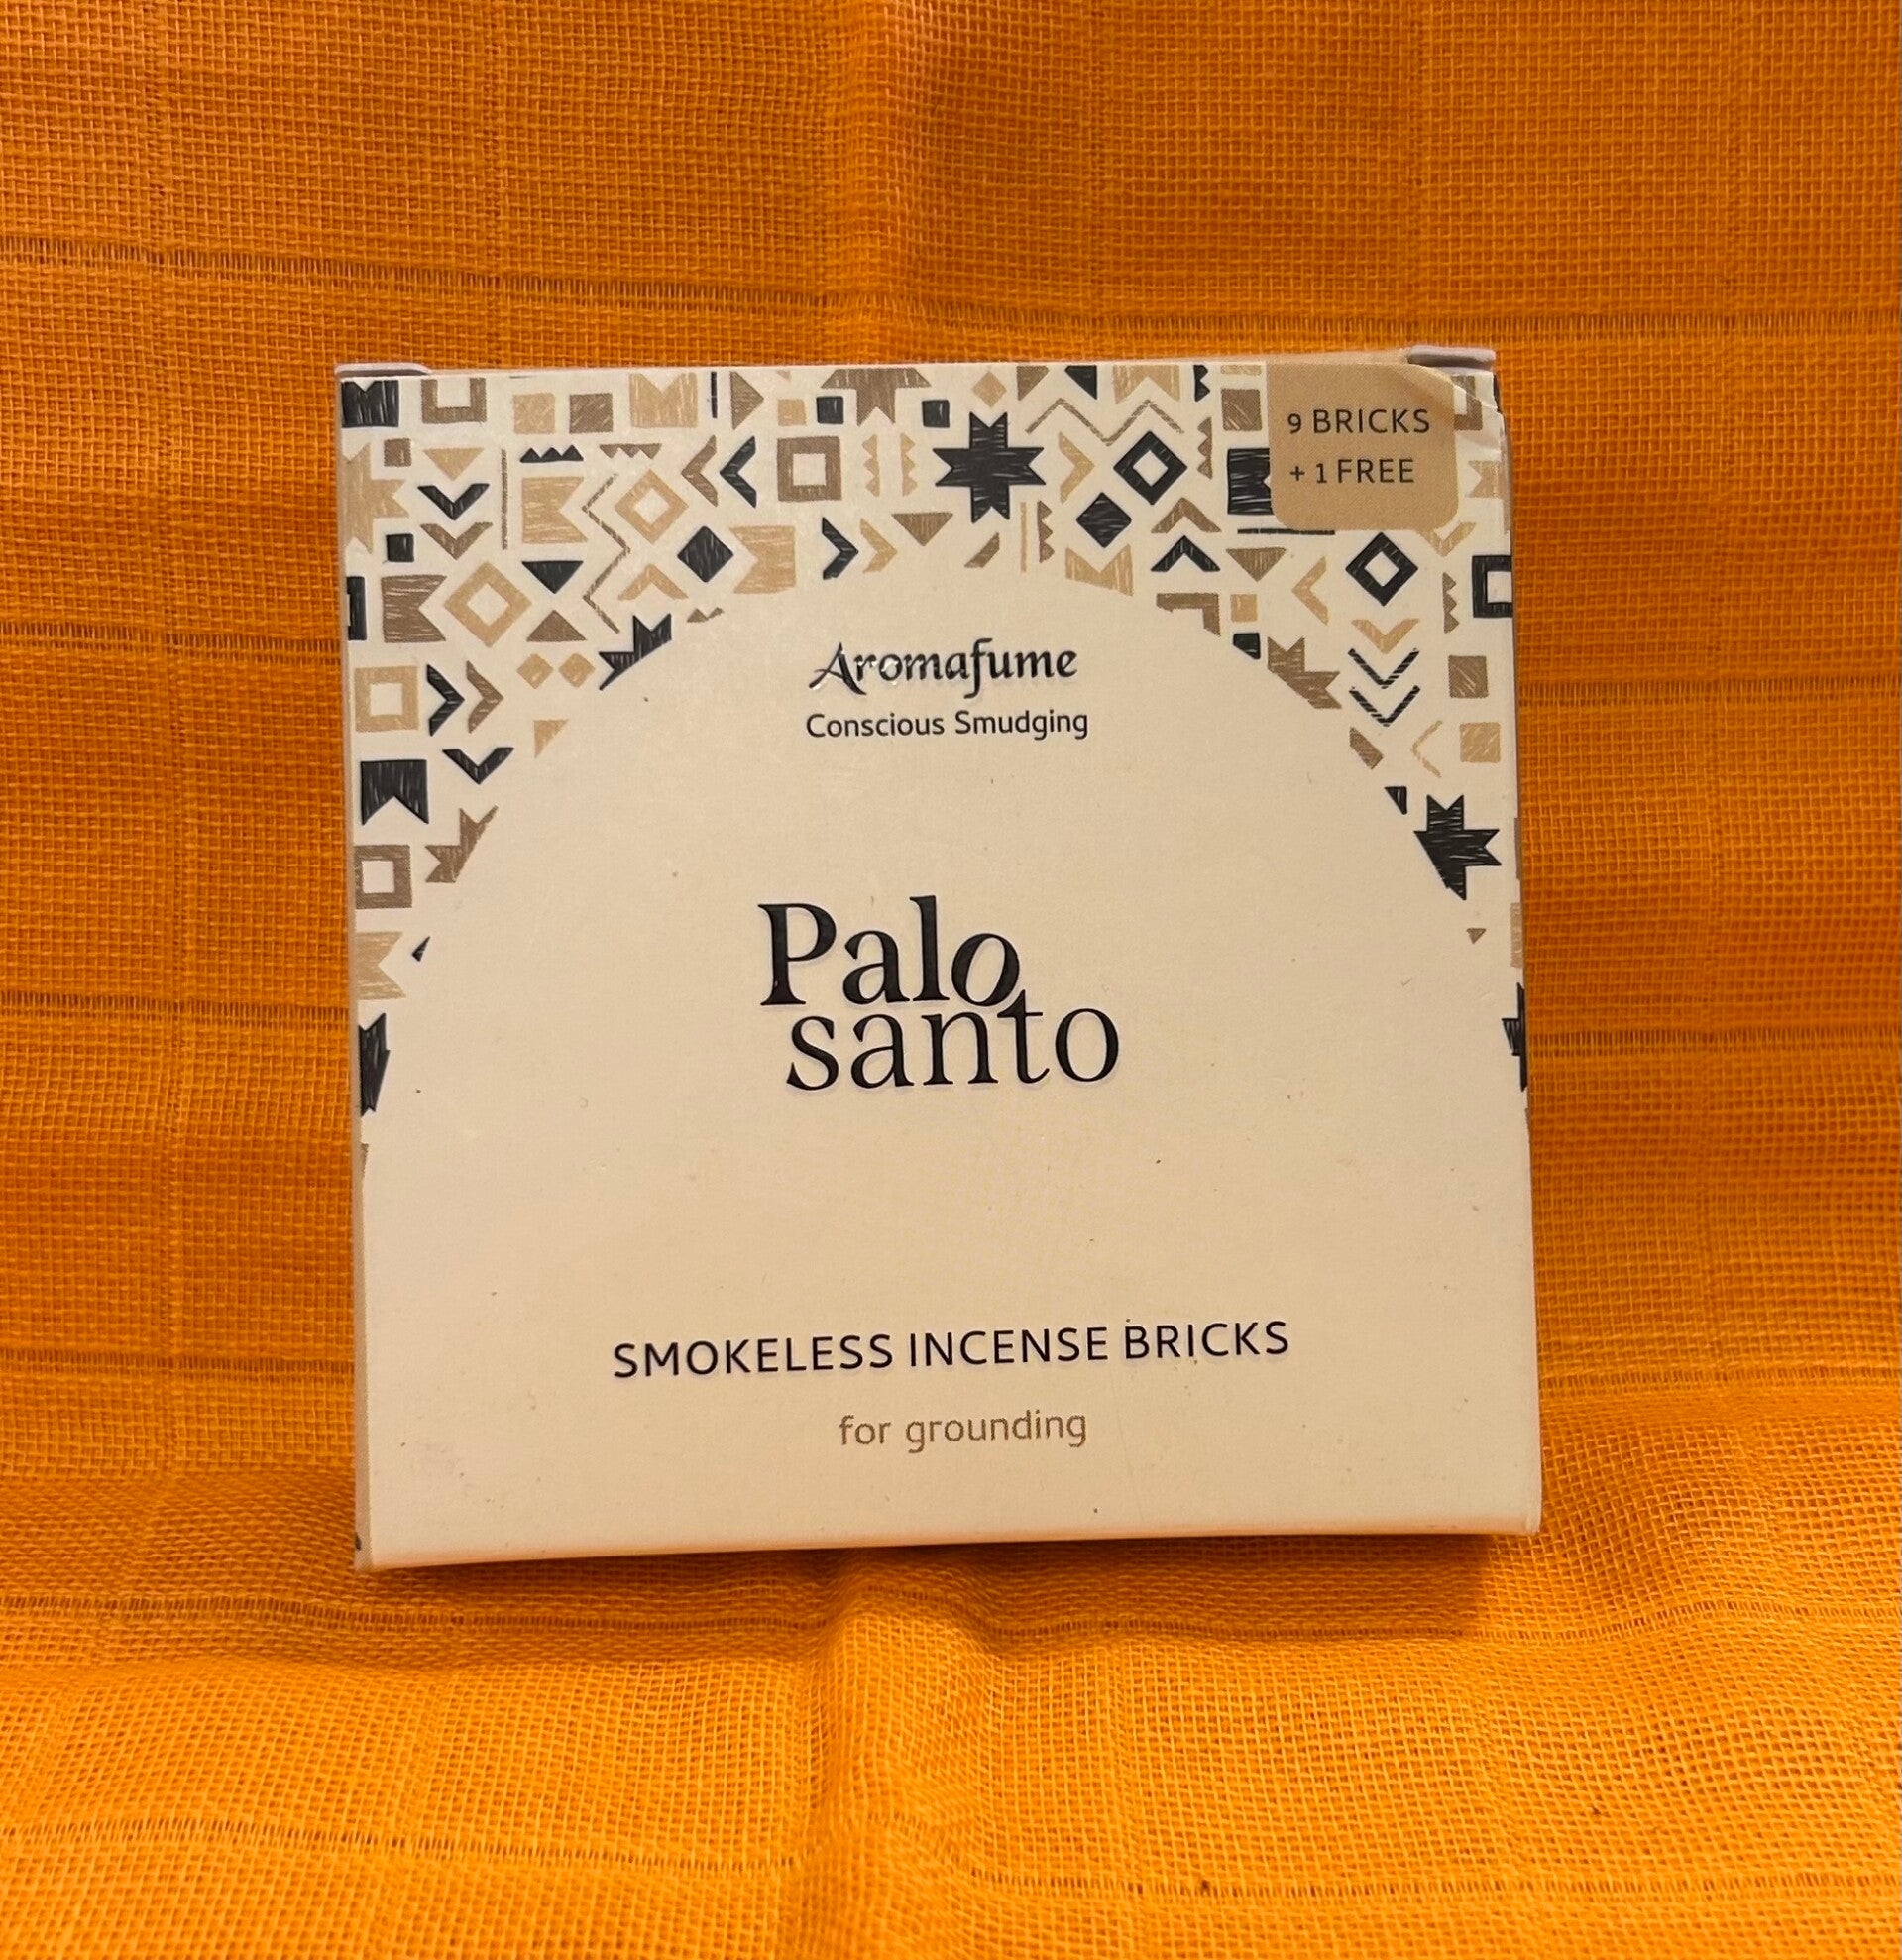 9 BRICKS
+ 1 FREE
Aromafume
Conscious Smudging
Palo
santo
SMOKELESS INCENSE BRICKS
for grounding